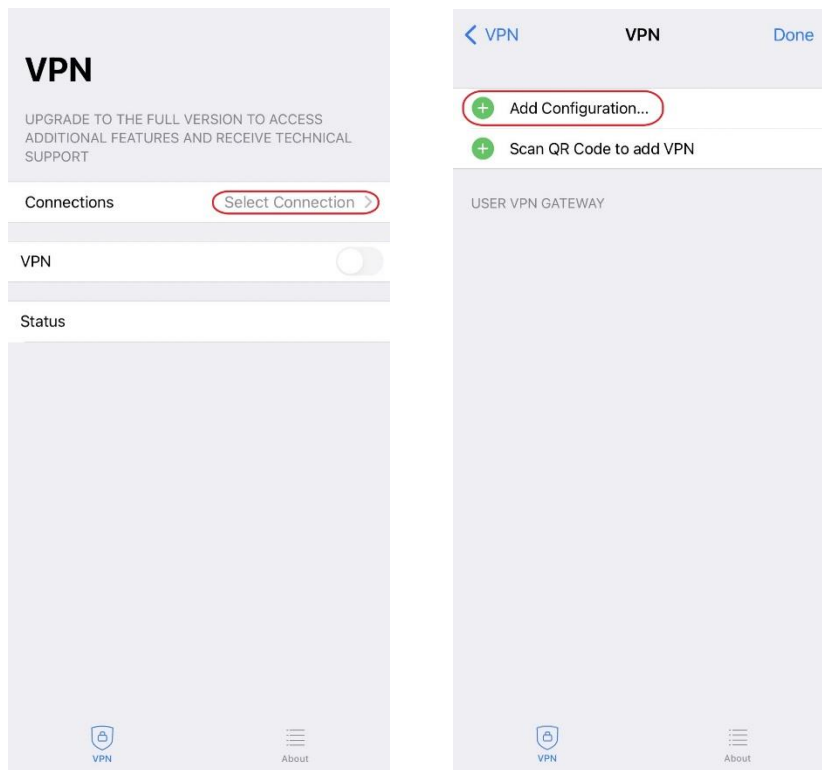 VPN
UPGRADE TO THE FULL VERSION TO ACCESS
ADDITIONAL FEATURES AND RECEIVE TECHNICAL
SUPPORT
Connections Select Connection
VPN
Status
VPN About
VPN VPN Done
Add Configuration...
Scan QR Code to add VPN
USER VPN GATEWAY
VPN About